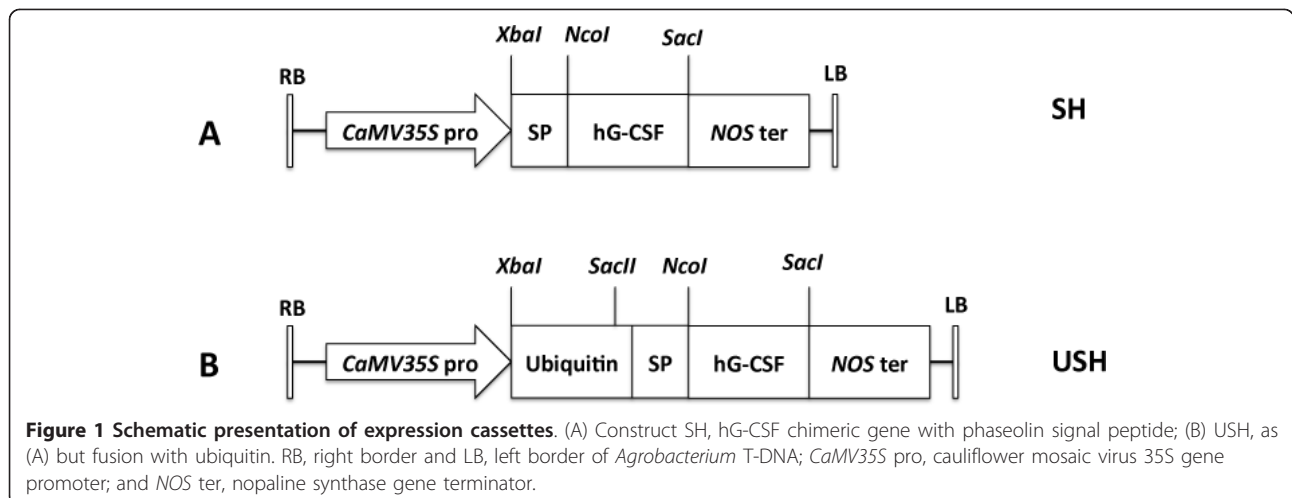 XbaI NcoI SacI
RB LB
A CaMV35S pro SP hG-CSF NOS ter SH
XbaI SacII NcoI SacI
RB LB
B CaMV35S pro Ubiquitin SP hG-CSF NOS ter USH
Figure 1 Schematic presentation of expression cassettes. (A) Construct SH, hG-CSF chimeric gene with phaseolin signal peptide; (B) USH, as
(A) but fusion with ubiquitin. RB, right border and LB, left border of Agrobacterium T-DNA; CaMV35S pro, cauliflower mosaic virus 35S gene
promoter; and NOS ter, nopaline synthase gene terminator.